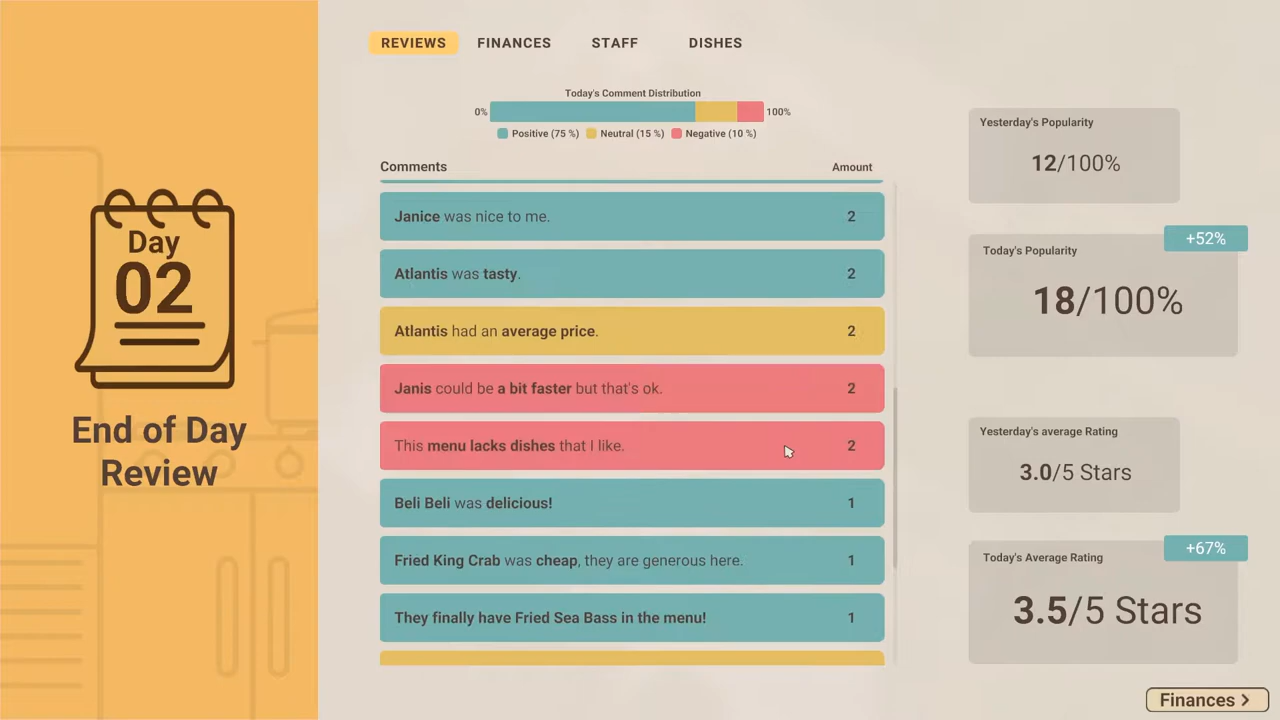 REVIEWS FINANCES STAFF DISHES
Today's Comment Distribution
0% 100%
Positive (75 %) Neutral (15 %) Negative (10 %)
Comments Amount
Janice was nice to me. 2
Atlantis was tasty. 2
Atlantis had an average price. 2
Janis could be a bit faster but that's ok. 2
This menu lacks dishes that I like. 2
Beli Beli was delicious! 1
Fried King Crab was cheap, they are generous here. 1
They finally have Fried Sea Bass in the menu! 1
Day
02
End of Day
Review
Yesterday's Popularity
12/100%
+52%
Today's Popularity
18/100%
Yesterday's average Rating
3.0/5 Stars
+67%
Today's Average Rating
3.5/5 Stars
Finances